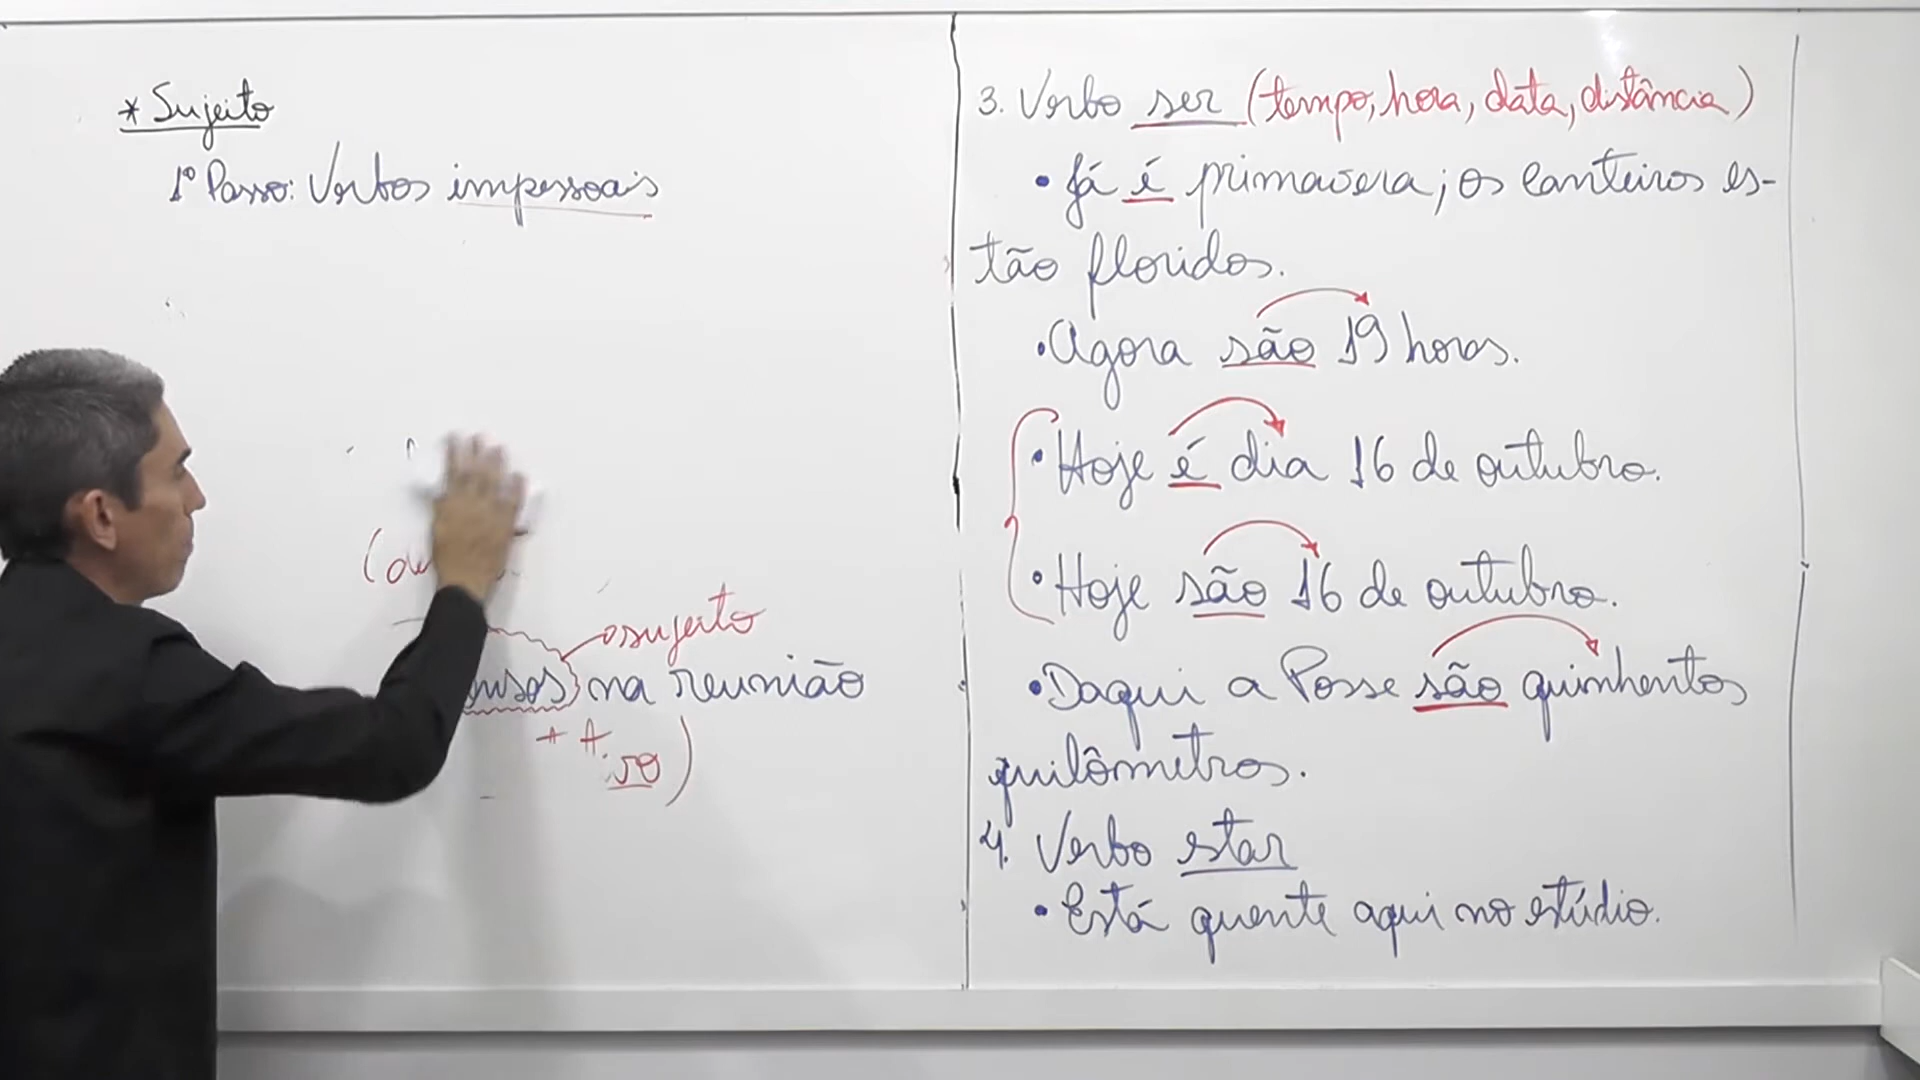 * Sujeito
1º Passo: Verbos impessoais
sujeito
na reunião
+ A.
so)
3. Verbo ser (tempo, hora, data, distância)
• Já é primavera; os canteiros es-
tão floridos.
• Agora são 19 horas.
• Hoje é dia 16 de outubro.
• Hoje são 16 de outubro.
• Daqui a Posse são quinhentos
quilômetros.
4. Verbo estar
• Está quente aqui no estúdio.